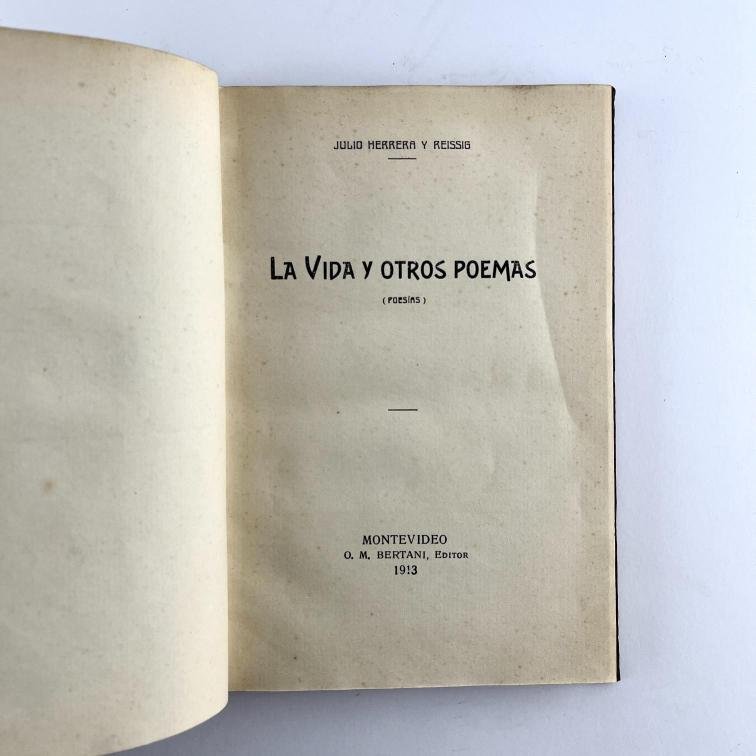 JULIO HERRERA Y REISSIG
LA VIDA Y OTROS POEMAS
(POESÍAS)
MONTEVIDEO
O. M. BERTANI, EDITOR
1913